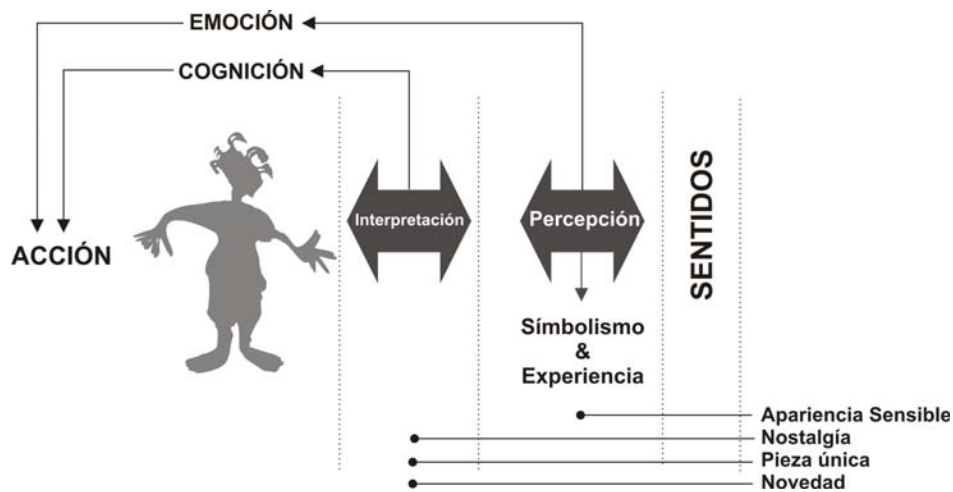 EMOCIÓN
COGNICIÓN
Interpretación
Percepción
SENTIDOS
ACCIÓN
Símbolismo
&
Experiencia
Apariencia Sensible
Nostalgía
Pieza única
Novedad